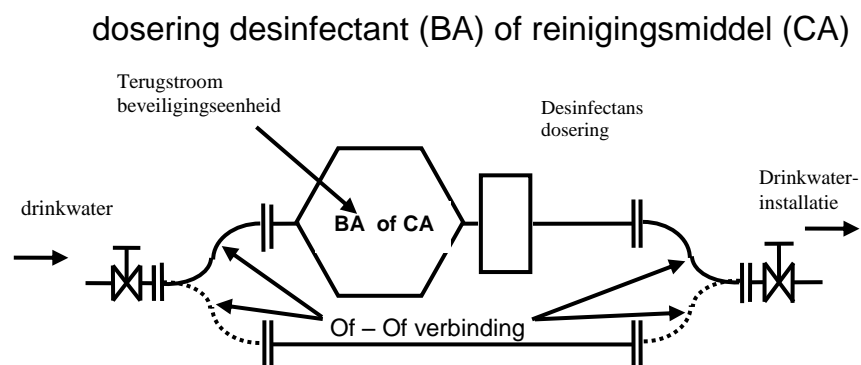 dosering desinfectant (BA) of reinigingsmiddel (CA)
Terugstroom
beveiligingseenheid
Desinfectans
dosering
Drinkwater-
installatie
drinkwater
BA of CA
Of – Of verbinding